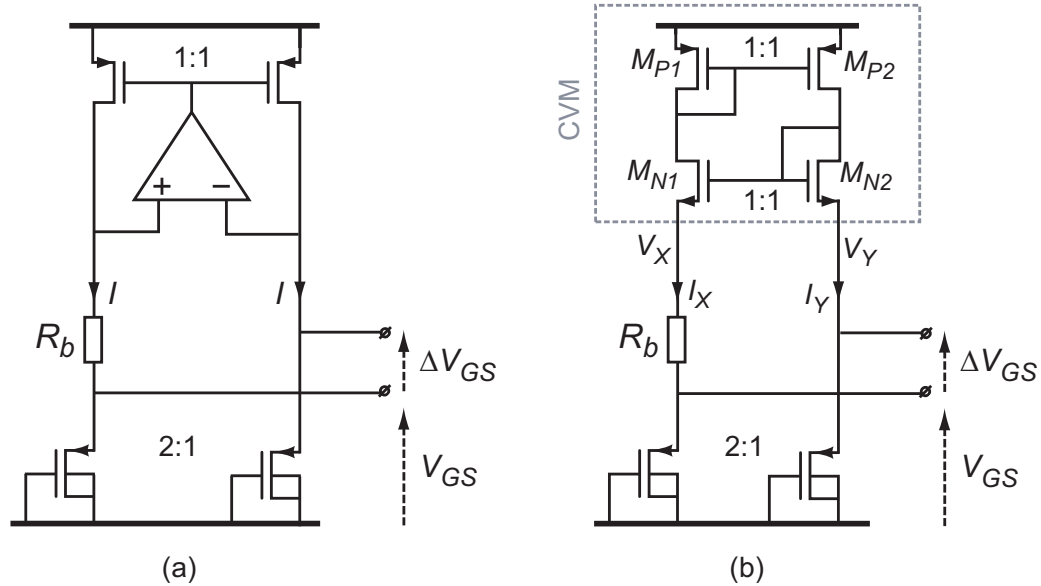 1:1
+ −
I
I
R_b
ΔV_GS
2:1
V_GS
(a)
CVM
M_P1
1:1
M_P2
M_N1
1:1
M_N2
V_X
V_Y
I_X
I_Y
R_b
ΔV_GS
2:1
V_GS
(b)